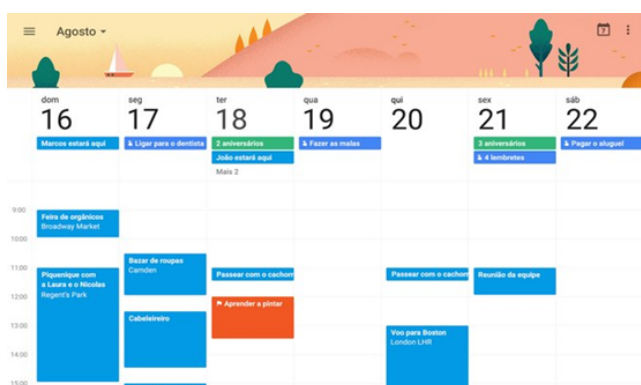 Agosto
7
dom
seg
ter
qua
qui
sex
sáb
16
17
18
19
20
21
22
Marcos estará aqui
Ligar para o dentista
2 aniversários
Fazer as malas
3 aniversários
Pagar o aluguel
João estará aqui
4 lembretes
Mais 2
9:00
Feira de orgânicos
Broadway Market
10:00
Bazar de roupas
Camden
11:00
Piquenique com
a Laura e o Nicolas
Regent's Park
Passear com o cachorr
Passear com o cachorr
Reunião da equipe
12:00
Aprender a pintar
Cabeleireiro
13:00
Voo para Boston
London LHR
14:00
15:00